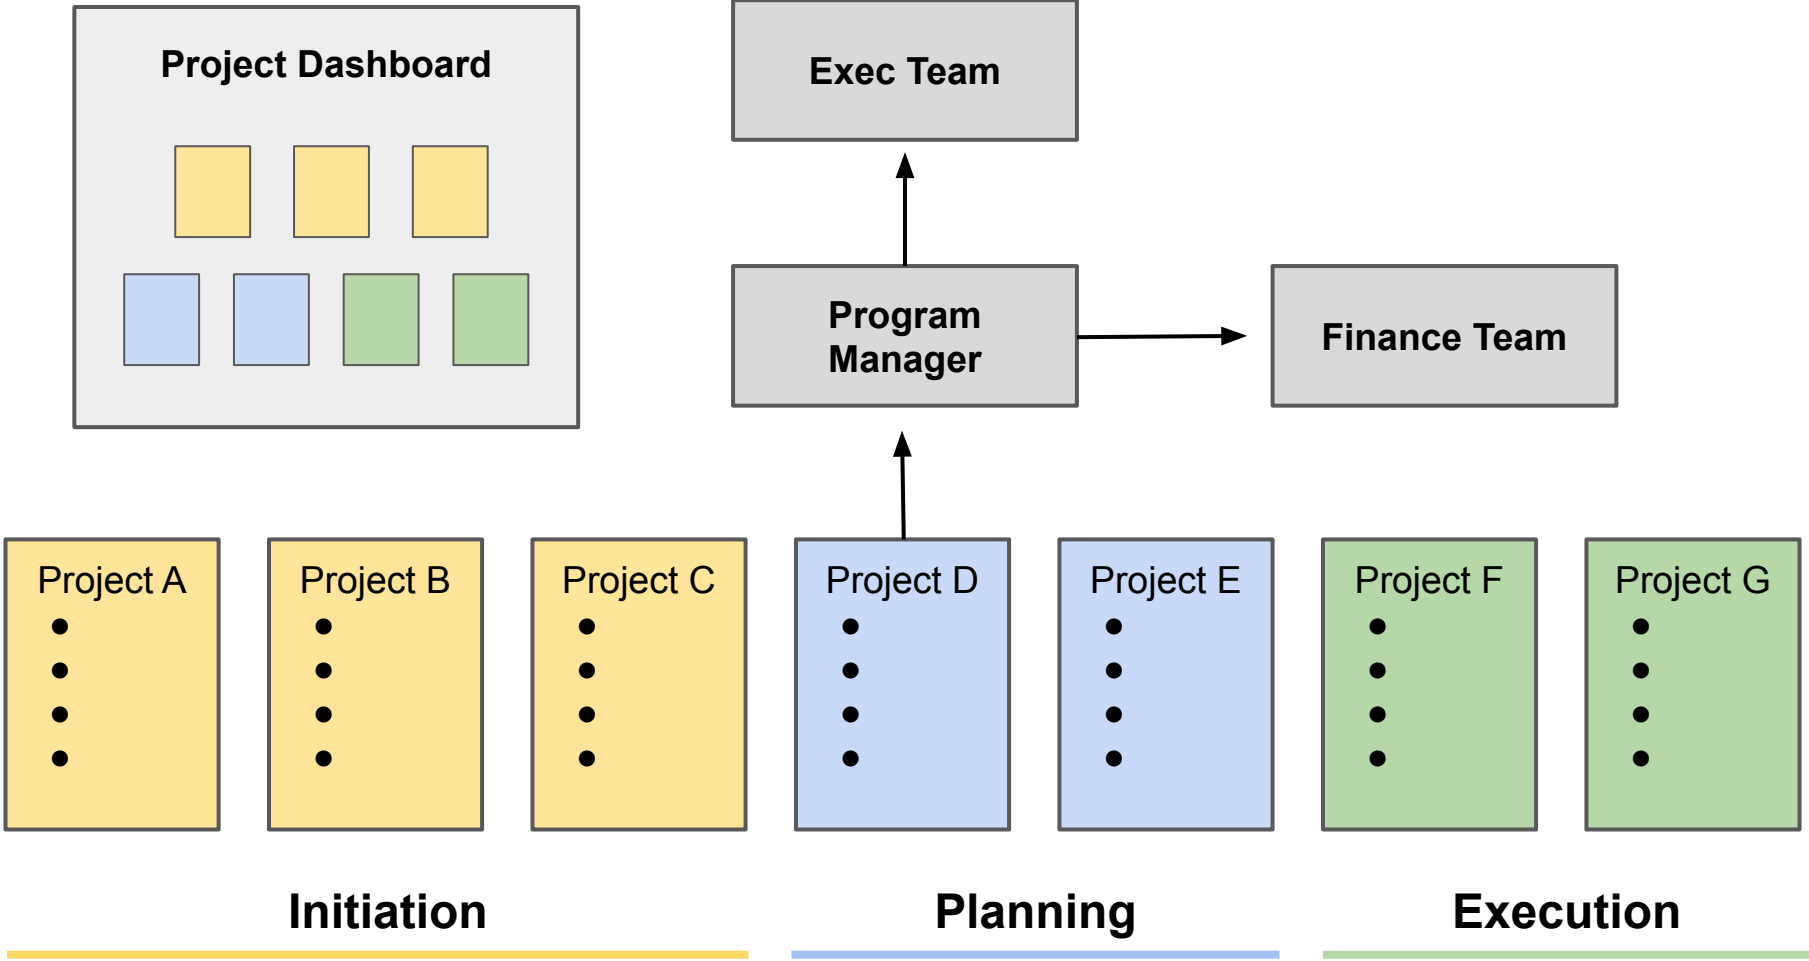 Project Dashboard
Exec Team
Program
Manager
Finance Team
Project A
Project B
Project C
Project D
Project E
Project F
Project G
Initiation
Planning
Execution